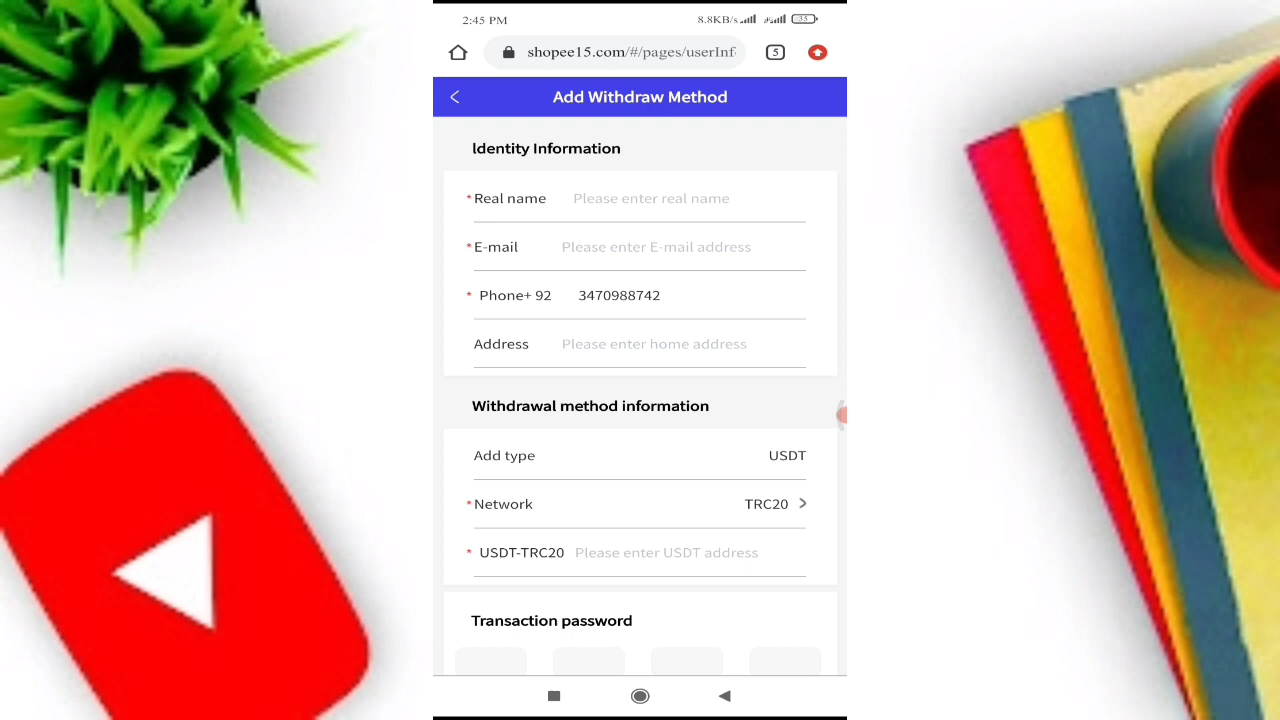 2:45 PM 8.8KB/s 35
shopee15.com/#/pages/userInf 5
Add Withdraw Method
Identity Information
* Real name Please enter real name
* E-mail Please enter E-mail address
* Phone+ 92 3470988742
Address Please enter home address
Withdrawal method information
Add type USDT
* Network TRC20 >
* USDT-TRC20 Please enter USDT address
Transaction password